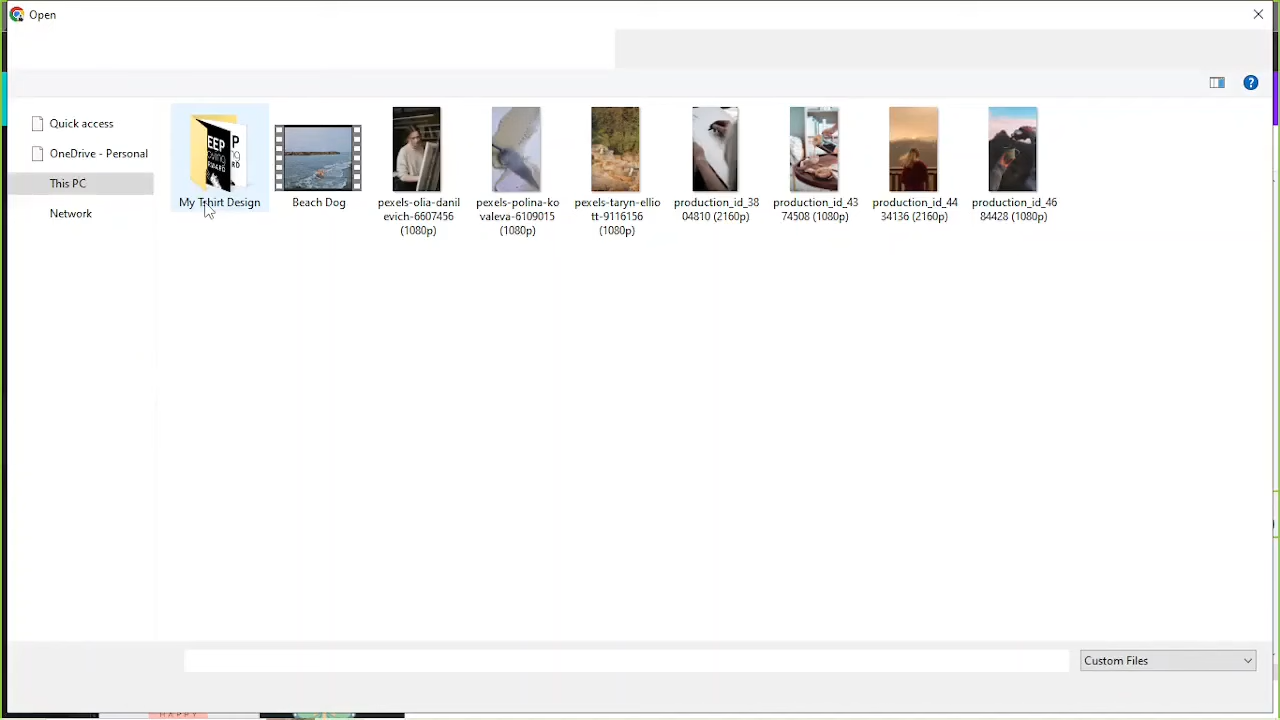 Open
Quick access
OneDrive - Personal
This PC
Network
EEP
My Tshirt Design
Beach Dog
pexels-olia-danil
evich-6607456
(1080p)
pexels-polina-ko
valeva-6109015
(1080p)
pexels-taryn-ellio
tt-9116156
(1080p)
production_id_38
04810 (2160p)
production_id_43
74508 (1080p)
production_id_44
34136 (2160p)
production_id_46
84428 (1080p)
Custom Files
HAPPY